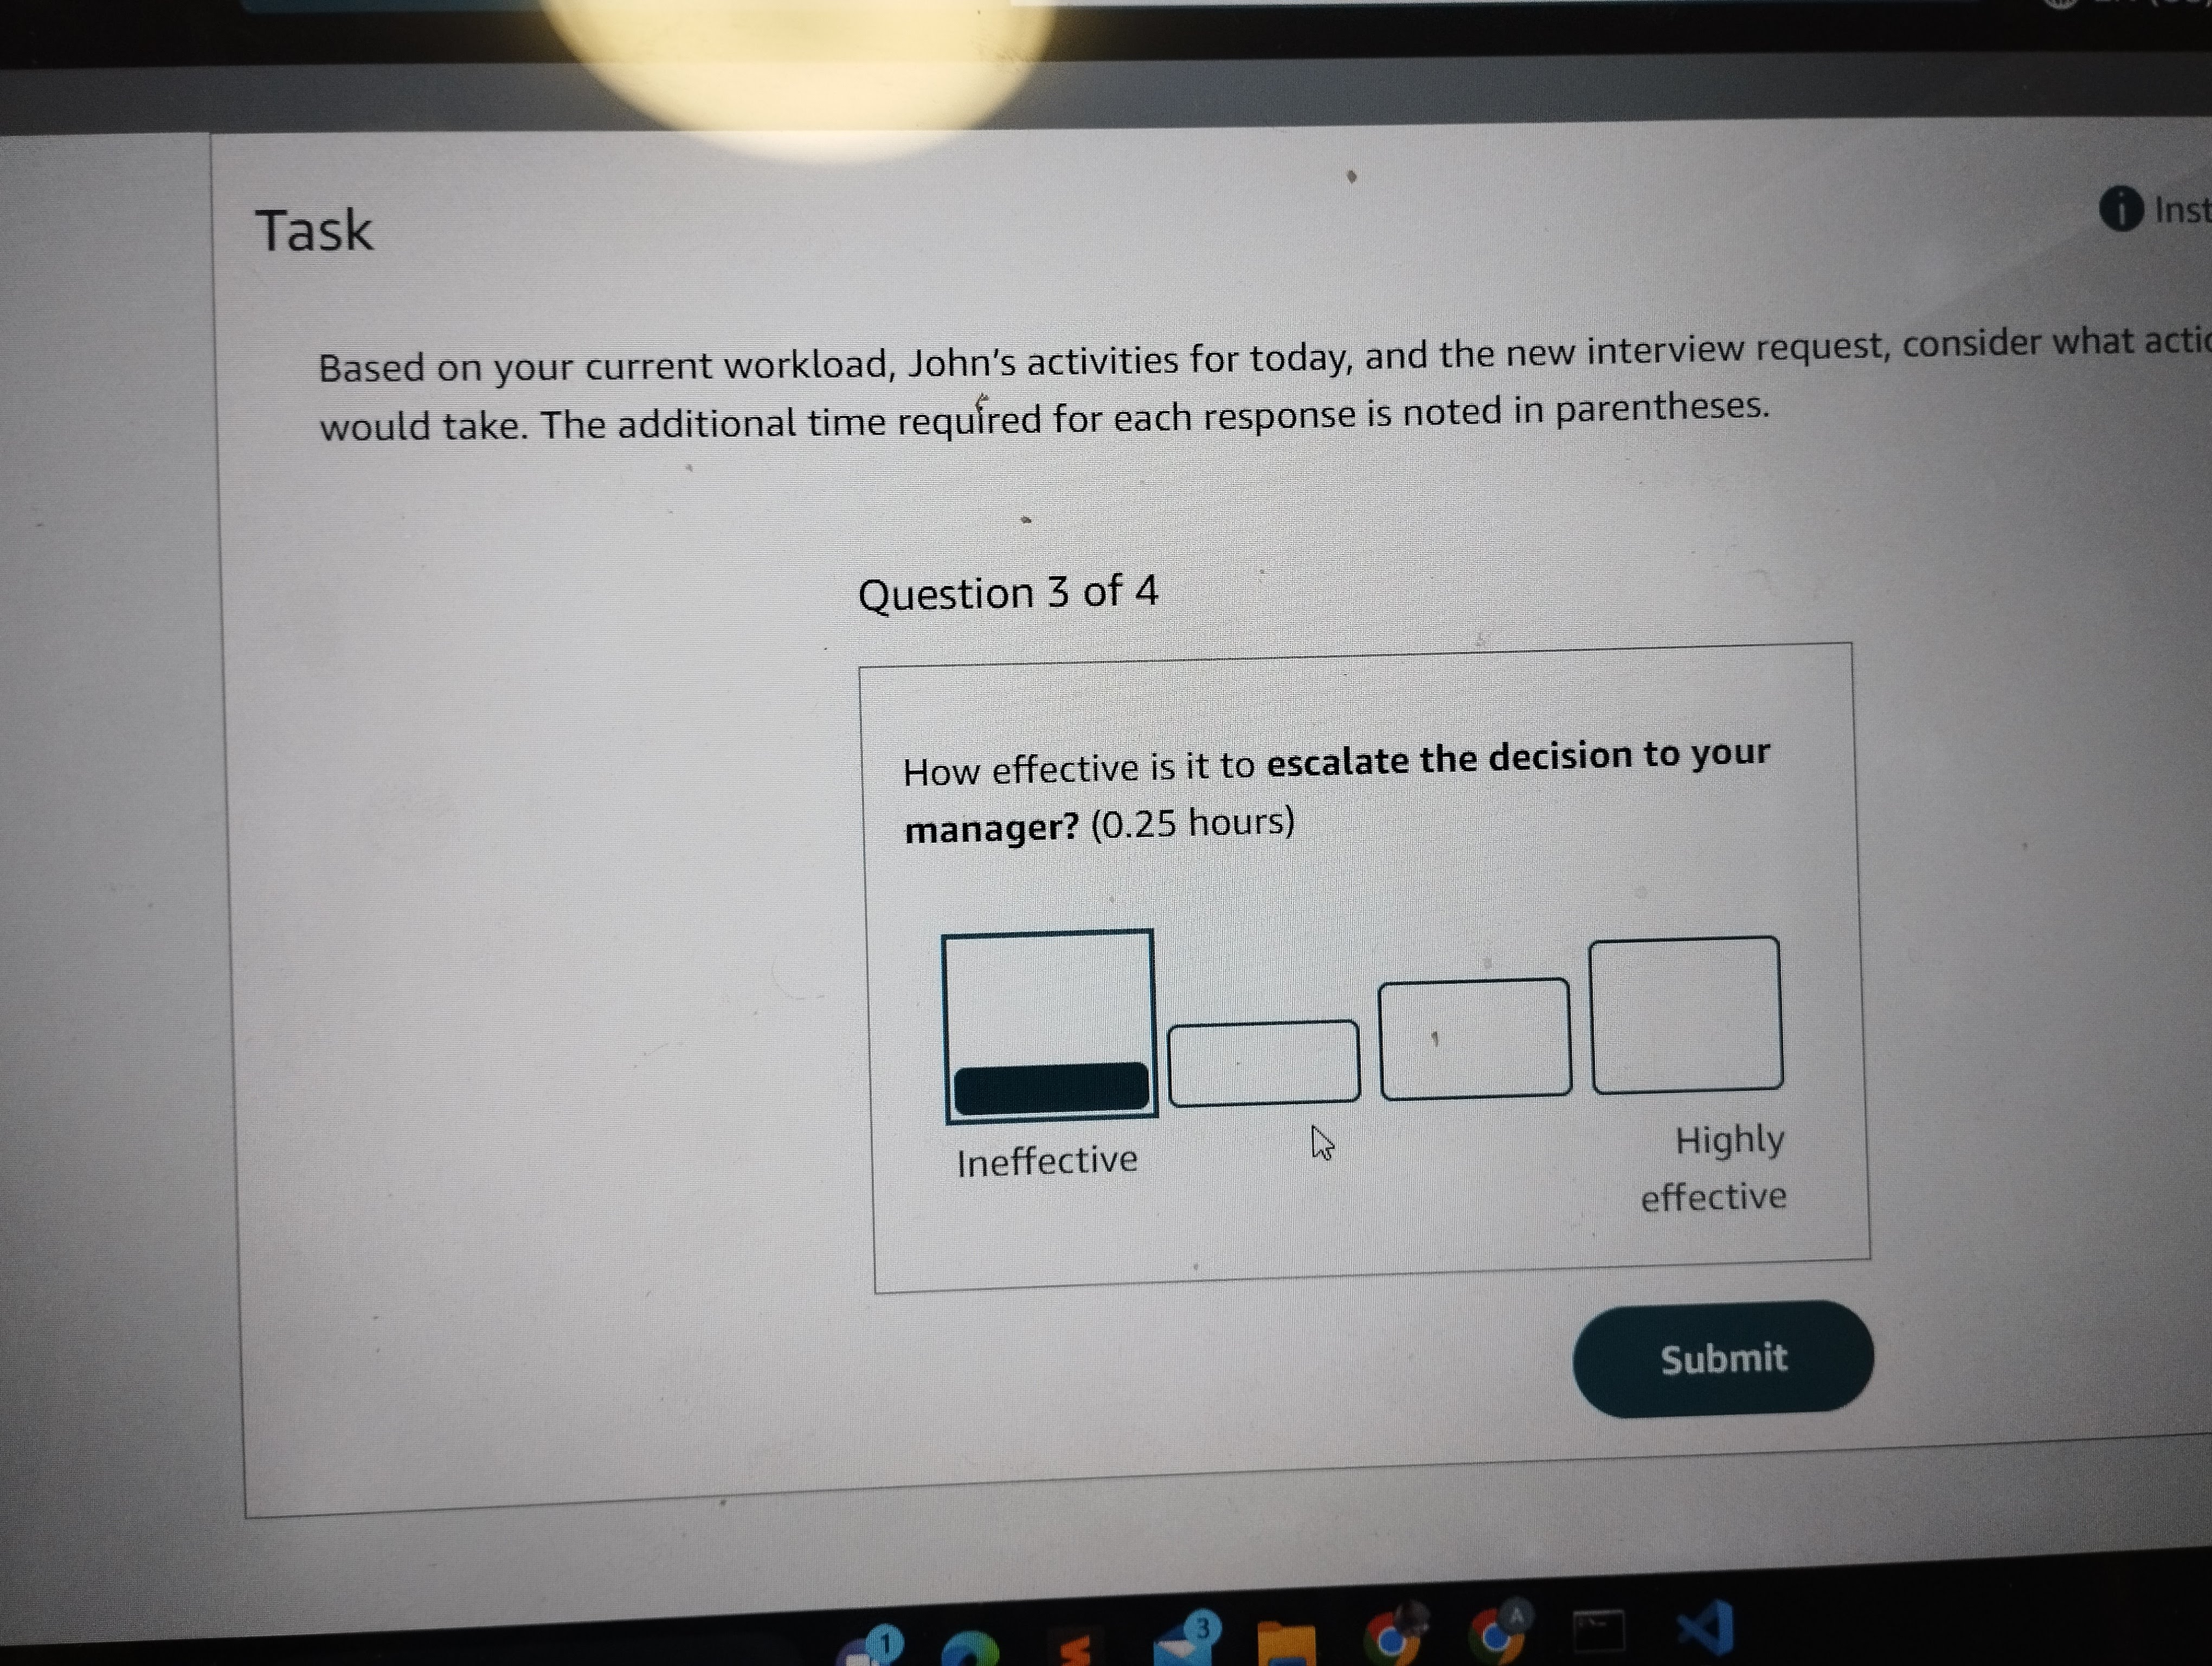 Task
Inst
Based on your current workload, John's activities for today, and the new interview request, consider what actio
would take. The additional time required for each response is noted in parentheses.
Question 3 of 4
How effective is it to escalate the decision to your
manager? (0.25 hours)
Ineffective
Highly
effective
Submit
1
3
A